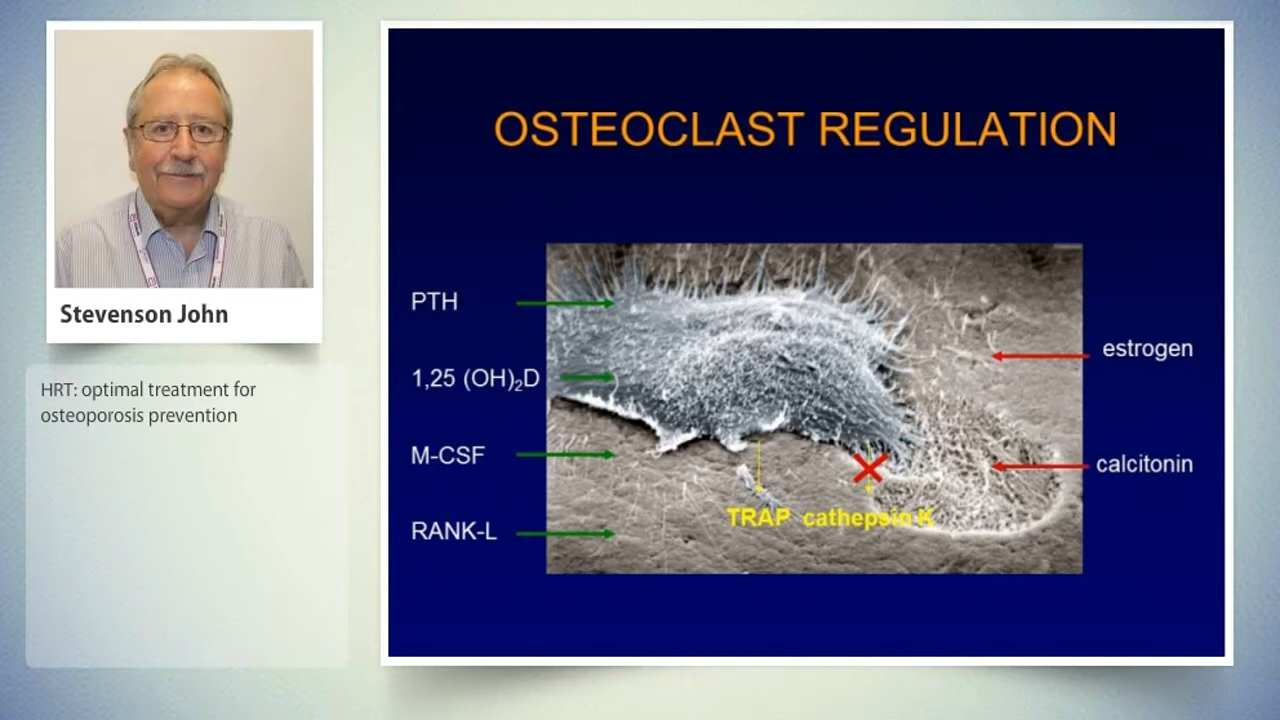 Stevenson John
HRT: optimal treatment for
osteoporosis prevention
OSTEOCLAST REGULATION
PTH
1,25 (OH)₂D
M-CSF
RANK-L
estrogen
calcitonin
TRAP cathepsin K